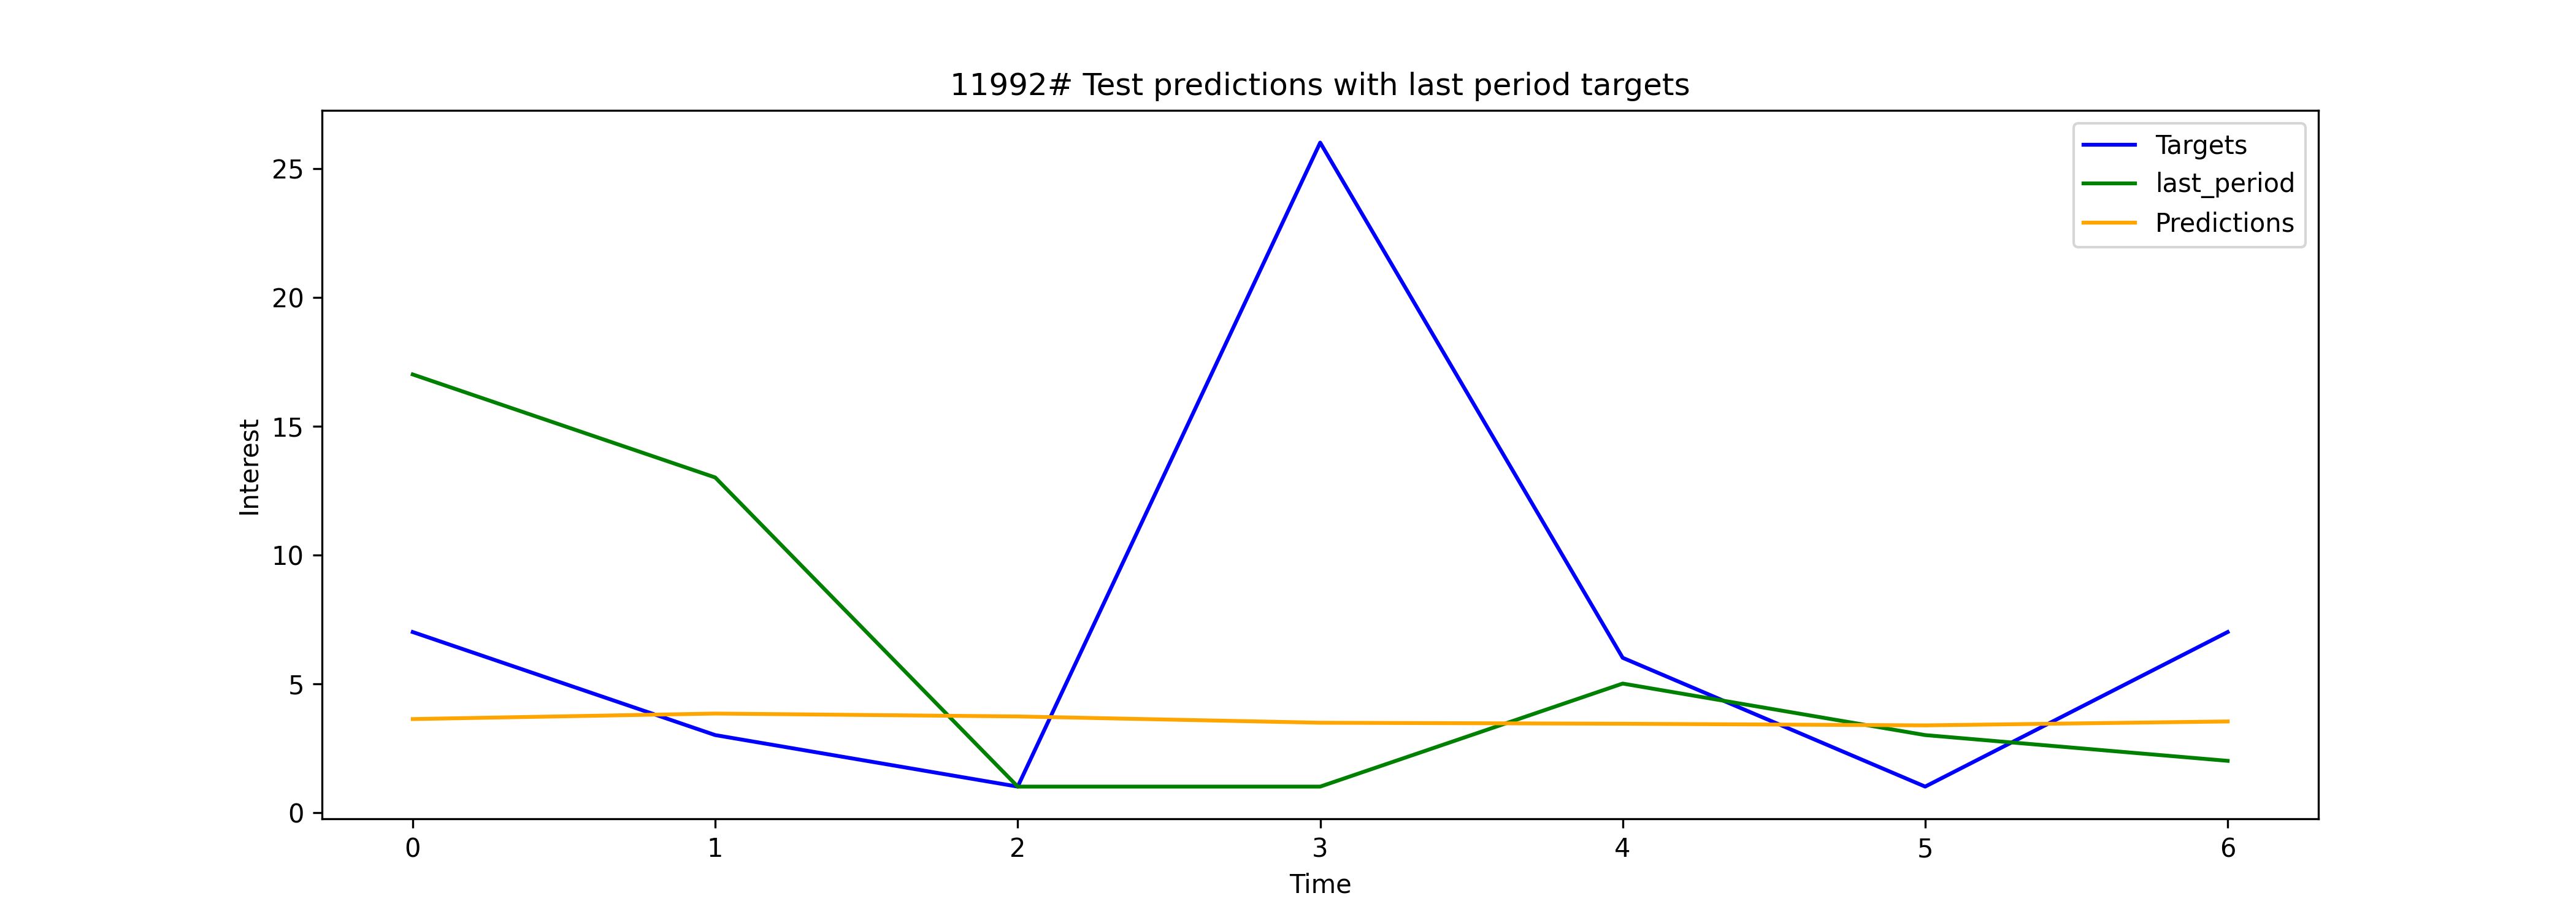 11992# Test predictions with last period targets
Targets
last_period
Predictions
25
20
15
10
5
0
Interest
0 1 2 3 4 5 6
Time